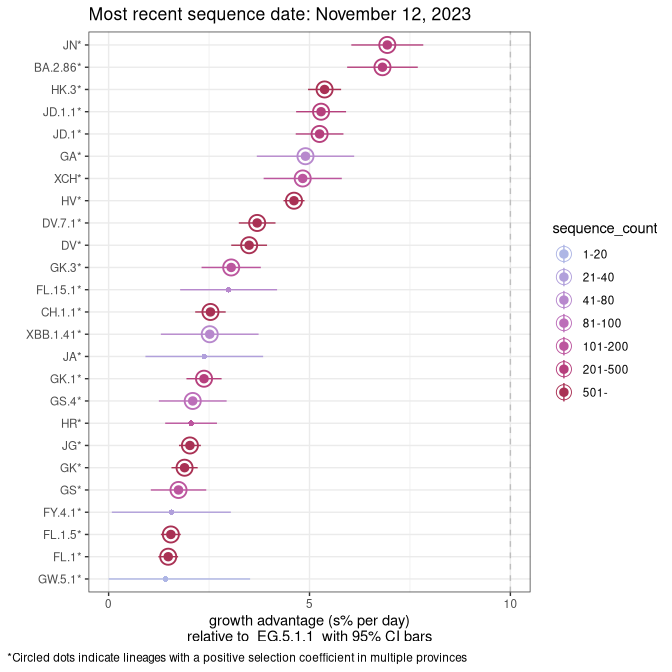 Most recent sequence date: November 12, 2023
JN*
BA.2.86*
HK.3*
JD.1.1*
JD.1*
GA*
XCH*
HV*
DV.7.1*
DV*
GK.3*
FL.15.1*
CH.1.1*
XBB.1.41*
JA*
GK.1*
GS.4*
HR*
JG*
GK*
GS*
FY.4.1*
FL.1.5*
FL.1*
GW.5.1*
0 5 10
growth advantage (s% per day)
relative to EG.5.1.1 with 95% CI bars
sequence_count
1-20
21-40
41-80
81-100
101-200
201-500
501-
*Circled dots indicate lineages with a positive selection coefficient in multiple provinces